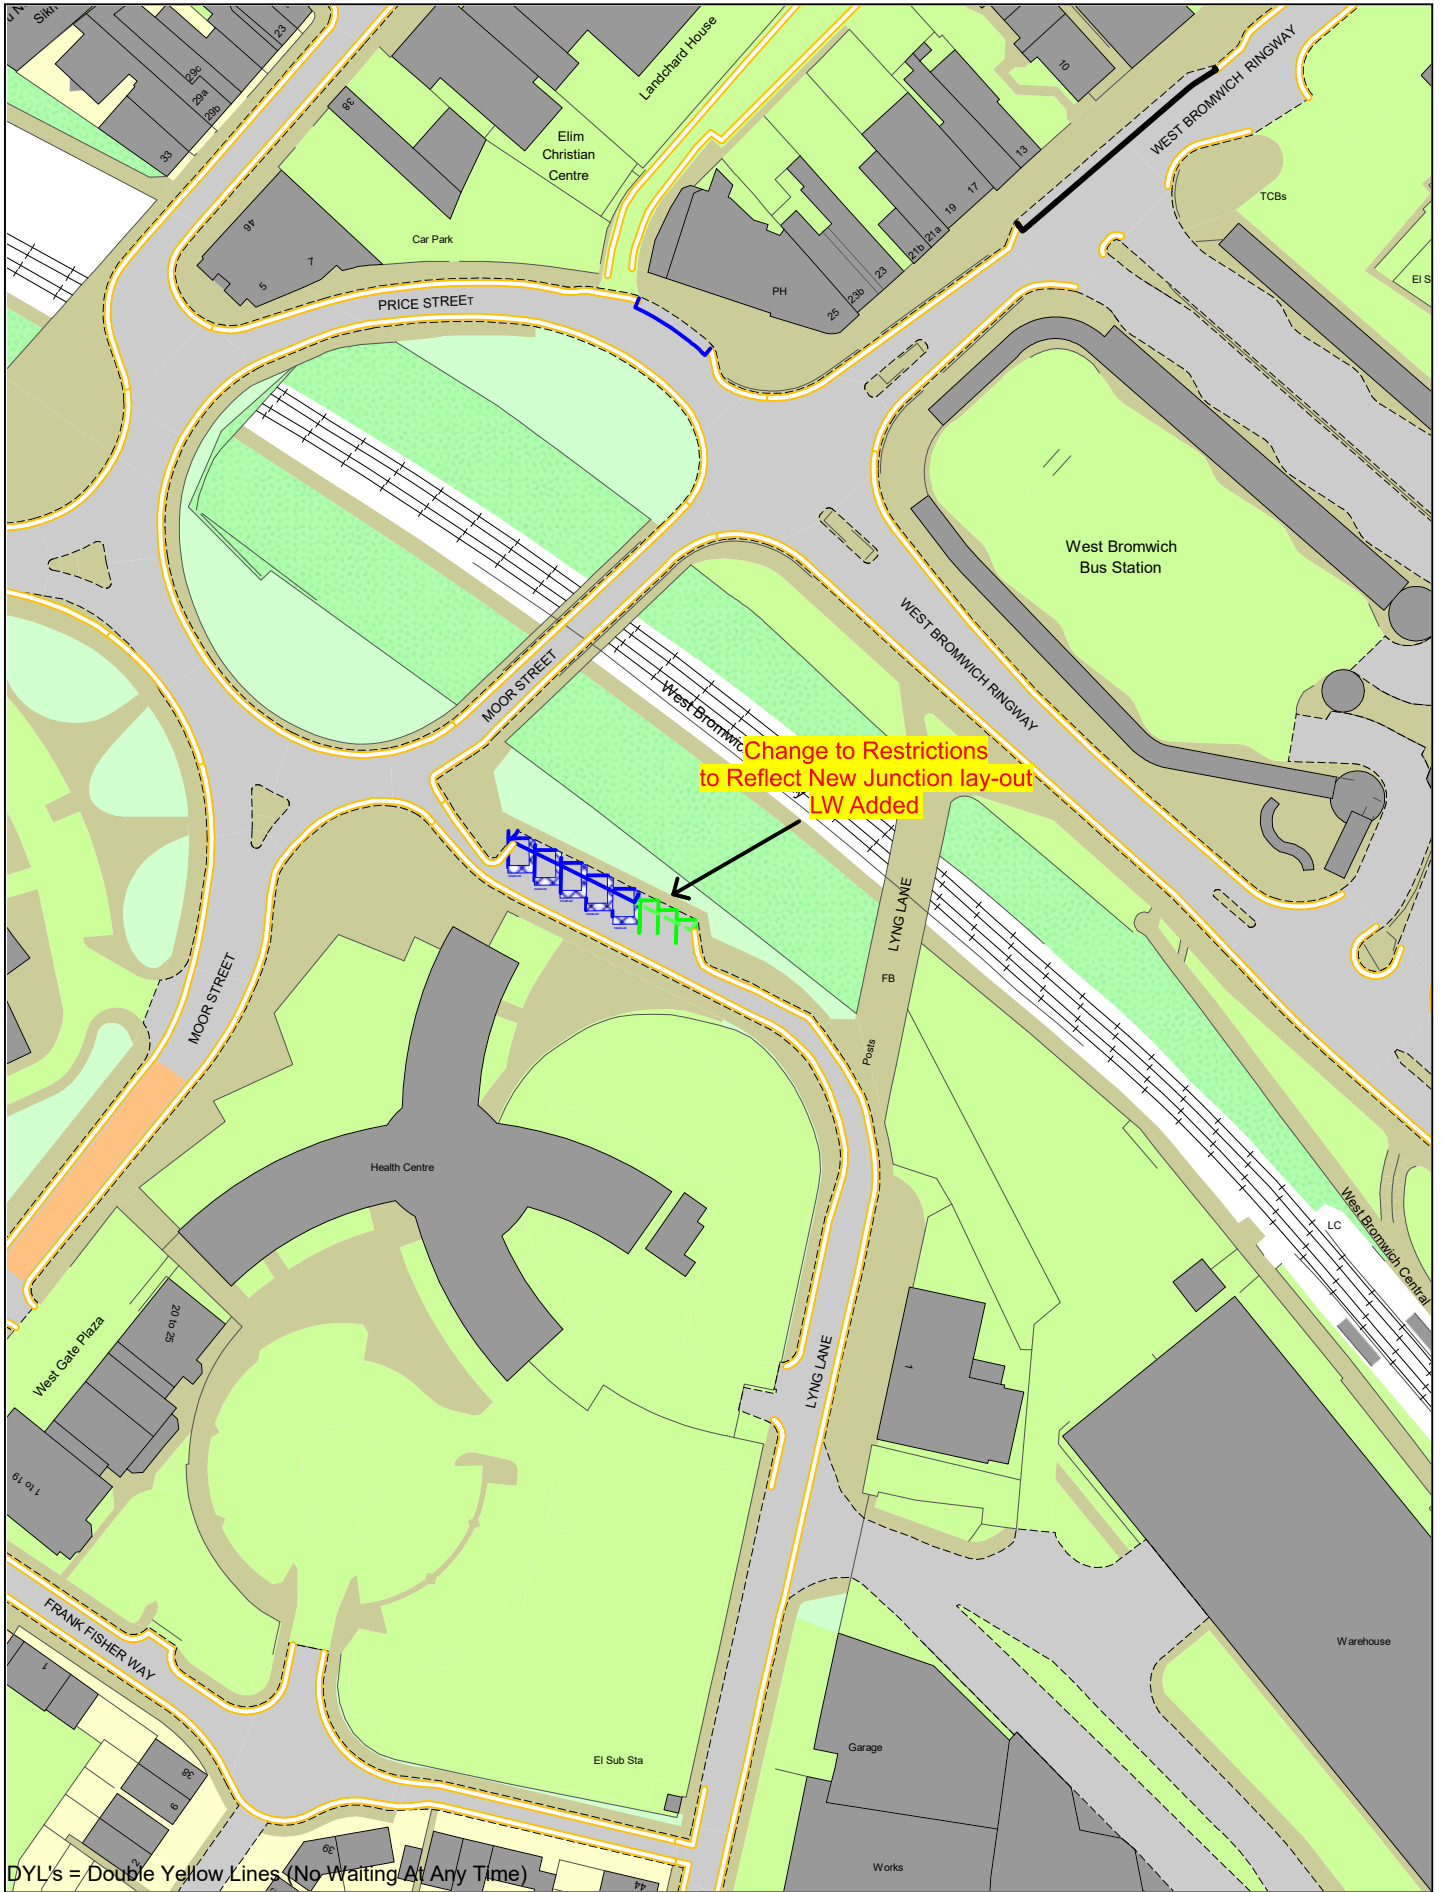 23
29c
29a
29b
33
38
Landchard House
Elim
Christian
Centre
46
7
5
Car Park
10
13
17
19
21a
21b
23
23b
25
PH
WEST BROMWICH RINGWAY
TCBs
El S
PRICE STREET
West Bromwich
Bus Station
WEST BROMWICH RINGWAY
MOOR STREET
Change to Restrictions
to Reflect New Junction lay-out
LW Added
LYNG LANE
FB
Posts
MOOR STREET
Health Centre
LC
West Bromwich Central
West Gate Plaza
20 to 25
1 to 19
LYNG LANE
1
FRANK FISHER WAY
1
Warehouse
Garage
El Sub Sta
38
9
2
39
44
Works
DYL's = Double Yellow Lines (No Waiting At Any Time)